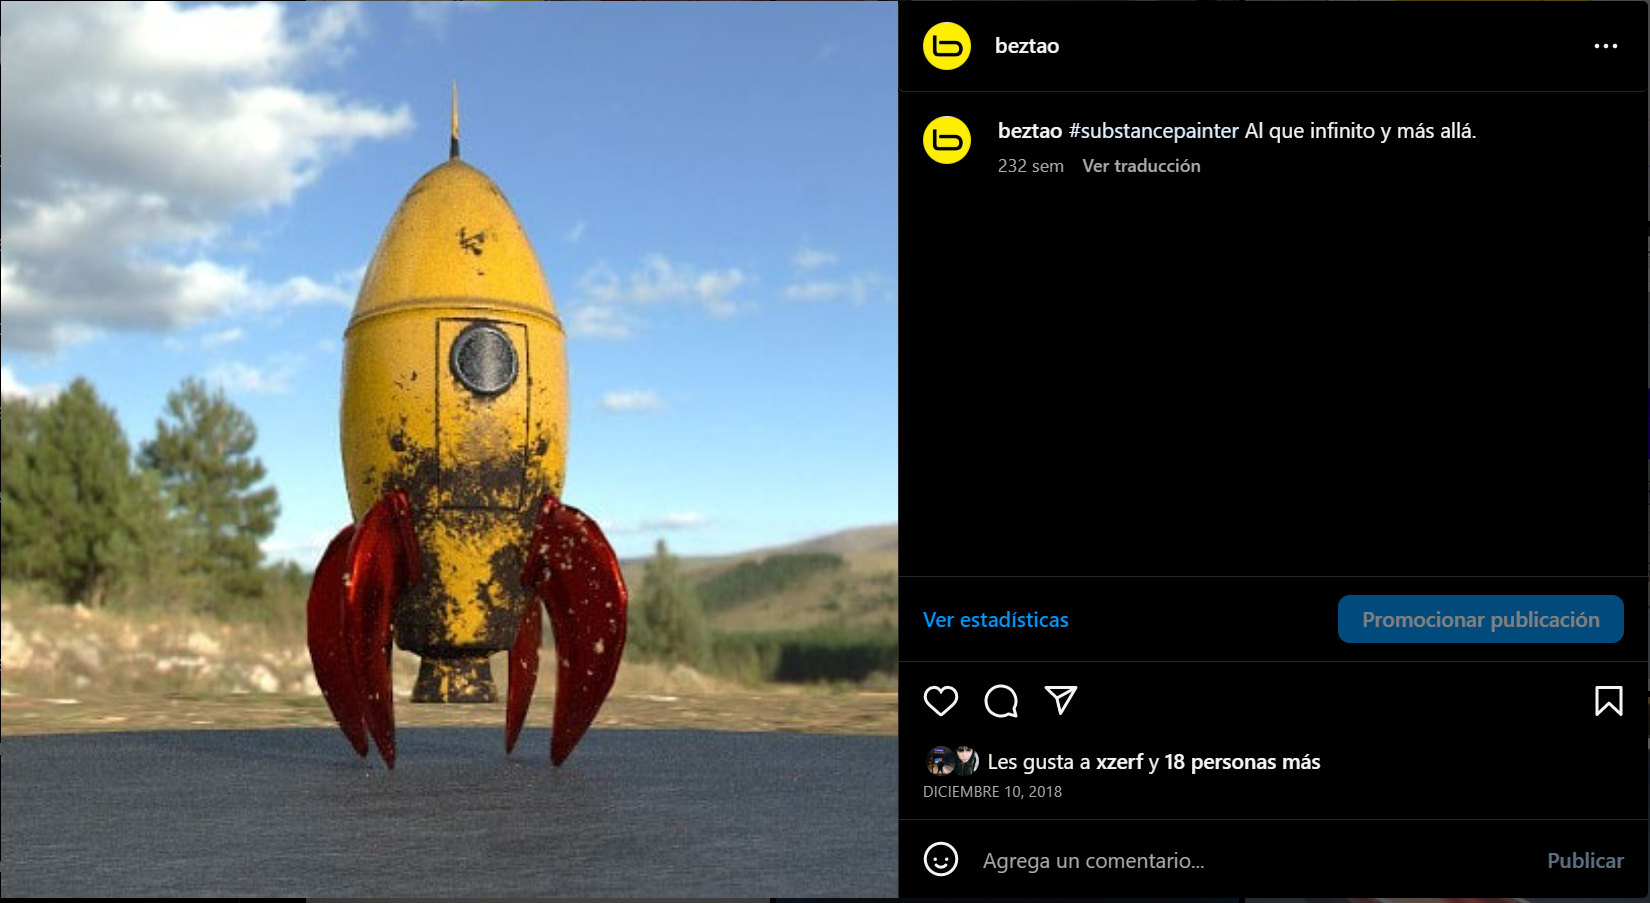 beztao
beztao #substancepainter Al que infinito y más allá.
232 sem Ver traducción
Ver estadísticas
Promocionar publicación
Les gusta a xzerf y 18 personas más
DICIEMBRE 10, 2018
Agrega un comentario...
Publicar